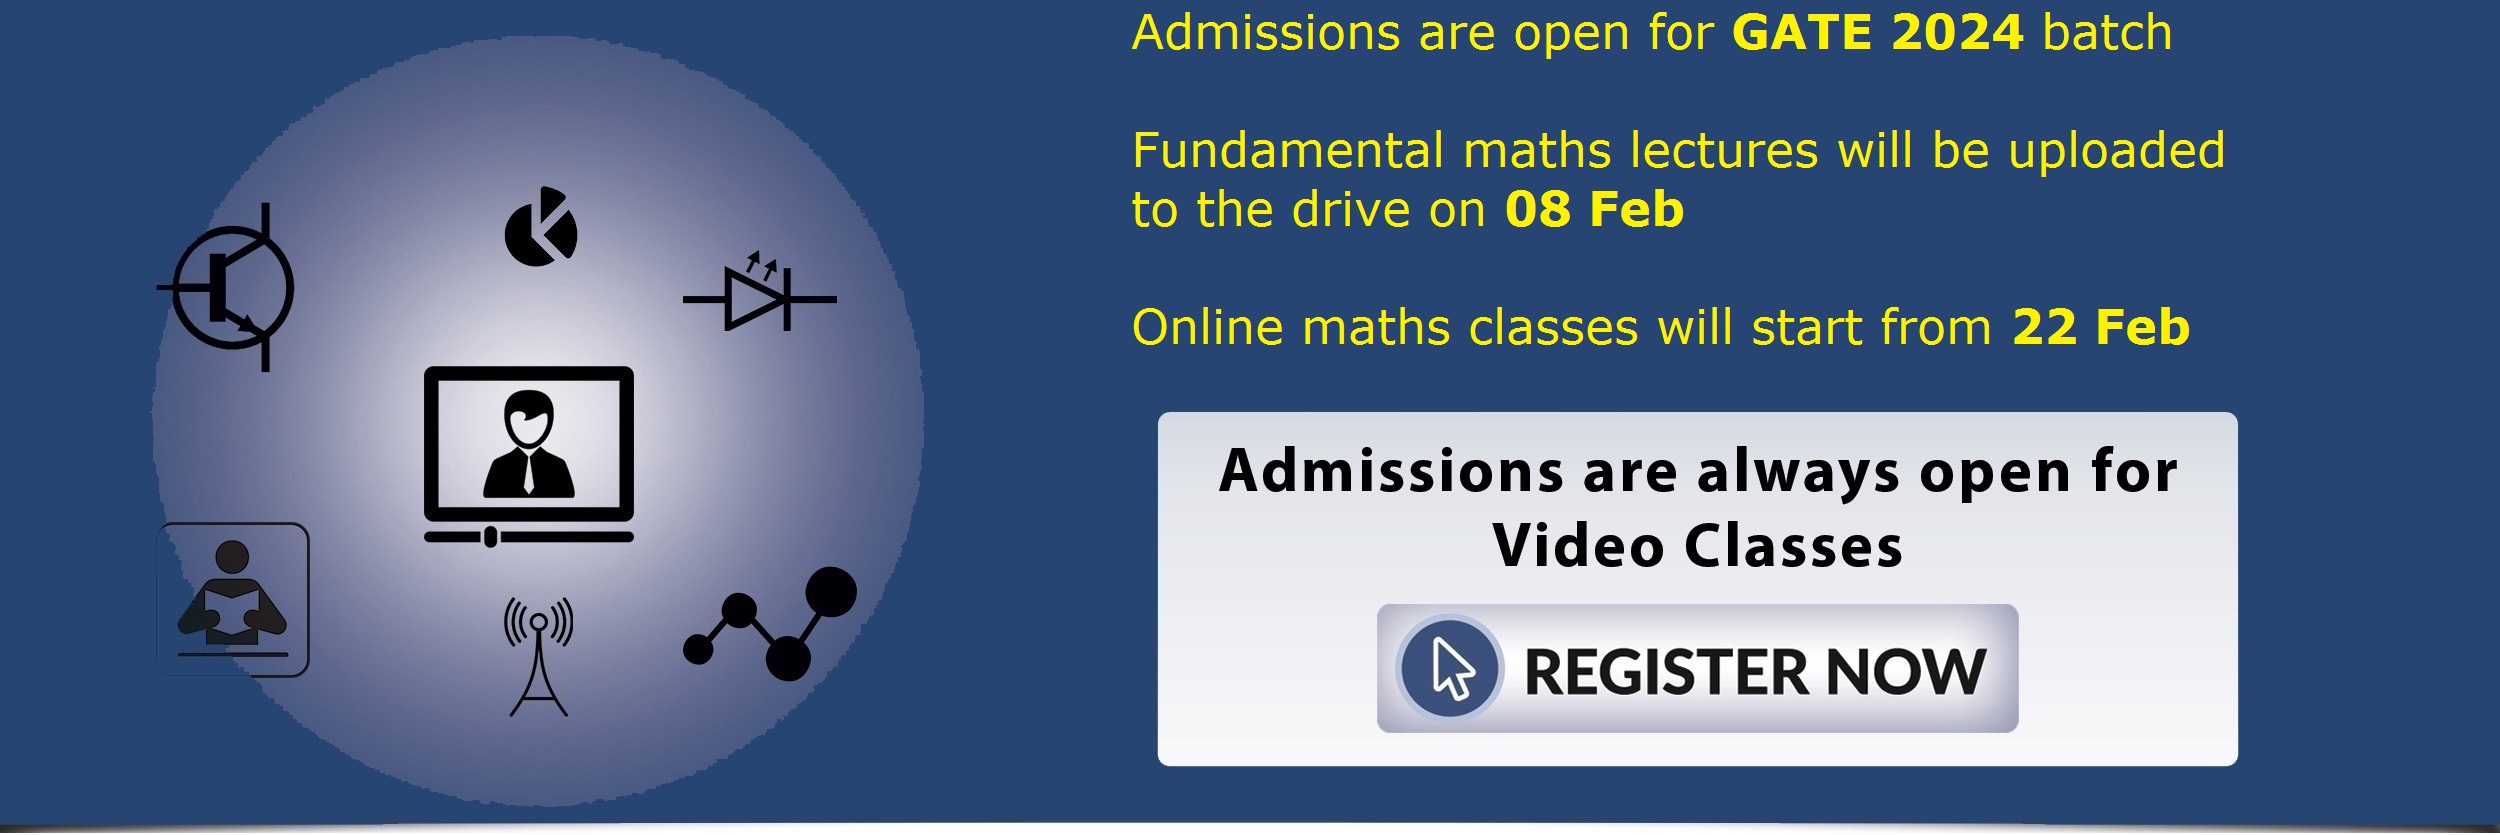 Admissions are open for GATE 2024 batch
Fundamental maths lectures will be uploaded
to the drive on 08 Feb
Online maths classes will start from 22 Feb
Admissions are always open for
Video Classes
REGISTER NOW